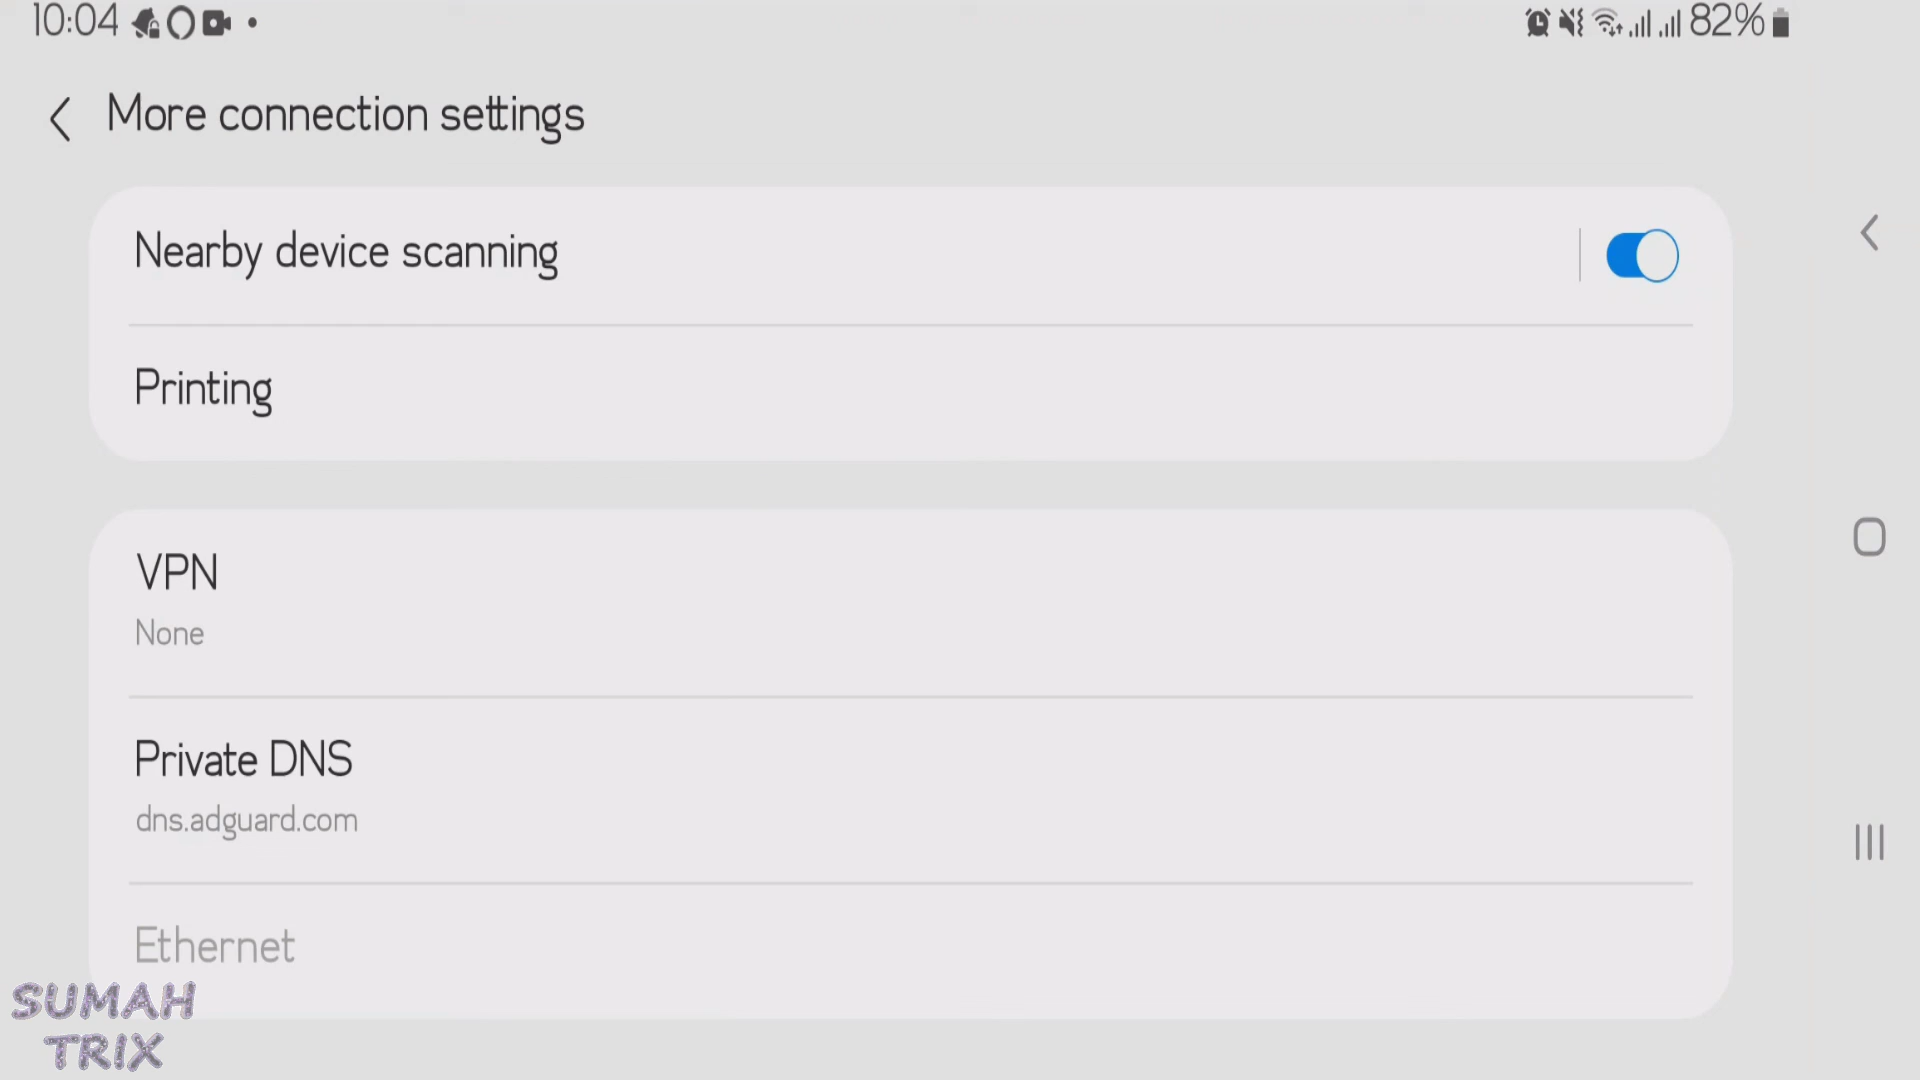 10:04 82%
More connection settings
Nearby device scanning
Printing
VPN
None
Private DNS
dns.adguard.com
Ethernet
SUMAH
TRIX